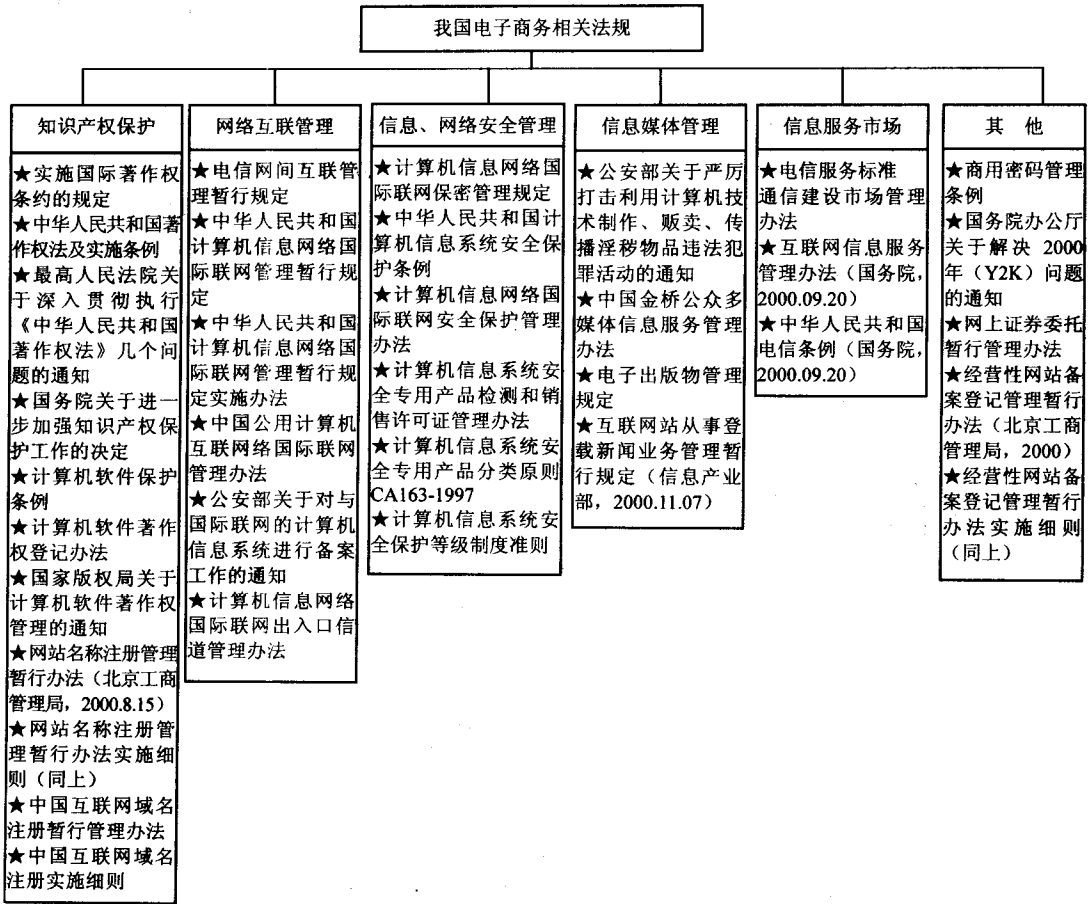 我国电子商务相关法规
知识产权保护
★实施国际著作权
条约的规定
★中华人民共和国著
作权法及实施条例
★最高人民法院关
于深入贯彻执行
《中华人民共和国
著作权法》几个问
题的通知
★国务院关于进一
步加强知识产权保
护工作的决定
★计算机软件保护
条例
★计算机软件著作
权登记办法
★国家版权局关于
计算机软件著作权
管理的通知
★网站名称注册管理
暂行办法（北京工商
管理局，2000.8.15）
★网站名称注册管
理暂行办法实施细
则（同上）
★中国互联网域名
注册暂行管理办法
★中国互联网域名
注册实施细则
网络互联管理
★电信网间互联管
理暂行规定
★中华人民共和国
计算机信息网络国
际联网管理暂行规
定
★中华人民共和国
计算机信息网络国
际联网管理暂行规
定实施办法
★中国公用计算机
互联网络国际联网
管理办法
★公安部关于对与
国际联网的计算机
信息系统进行备案
工作的通知
★计算机信息网络
国际联网出入口信
道管理办法
信息、网络安全管理
★计算机信息网络国
际联网保密管理规定
★中华人民共和国计
算机信息系统安全保
护条例
★计算机信息网络国
际联网安全保护管理
办法
★计算机信息系统安
全专用产品检测和销
售许可证管理办法
★计算机信息系统安
全专用产品分类原则
CA163-1997
★计算机信息系统安
全保护等级制度准则
信息媒体管理
★公安部关于严厉
打击利用计算机技
术制作、贩卖、传
播淫秽物品违法犯
罪活动的通知
★中国金桥公众多
媒体信息服务管理
办法
★电子出版物管理
规定
★互联网站从事登
载新闻业务管理暂
行规定（信息产业
部，2000.11.07）
信息服务市场
★电信服务标准
通信建设市场管理
办法
★互联网信息服务
管理办法（国务院，
2000.09.20）
★中华人民共和国
电信条例（国务院，
2000.09.20）
其 他
★商用密码管理
条例
★国务院办公厅
关于解决 2000
年（Y2K）问题
的通知
★网上证券委托
暂行管理办法
★经营性网站备
案登记管理暂行
办法（北京工商
管理局，2000）
★经营性网站备
案登记管理暂行
办法实施细则
（同上）